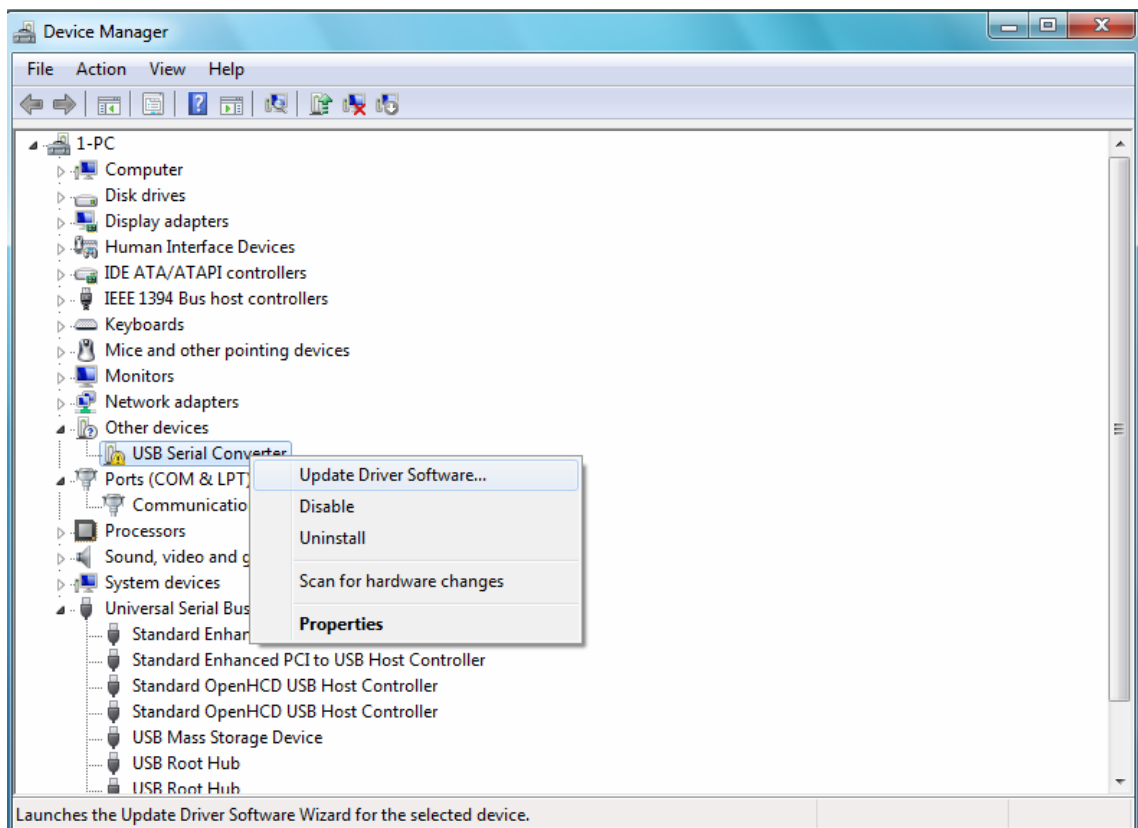 Device Manager
File Action View Help
1-PC
Computer
Disk drives
Display adapters
Human Interface Devices
IDE ATA/ATAPI controllers
IEEE 1394 Bus host controllers
Keyboards
Mice and other pointing devices
Monitors
Network adapters
Other devices
USB Serial Converter
Ports (COM & LPT)
Communicatio
Processors
Sound, video and g
System devices
Universal Serial Bus
Standard Enhan
Update Driver Software...
Disable
Uninstall
Scan for hardware changes
Properties
Standard Enhanced PCI to USB Host Controller
Standard OpenHCD USB Host Controller
Standard OpenHCD USB Host Controller
USB Mass Storage Device
USB Root Hub
USB Root Hub
Launches the Update Driver Software Wizard for the selected device.